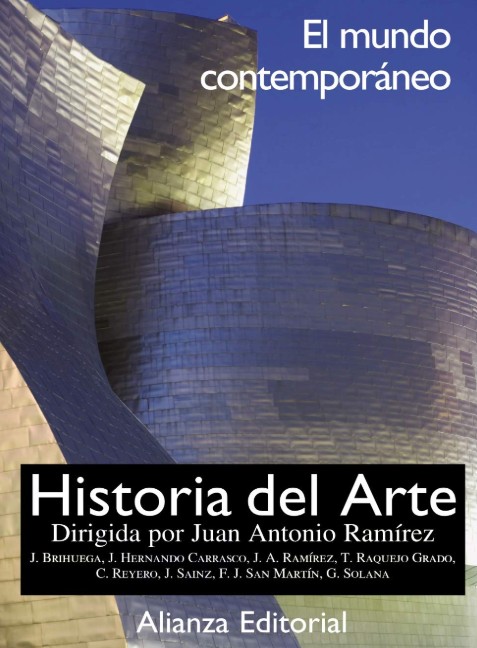 El mundo
contemporáneo
Historia del Arte
Dirigida por Juan Antonio Ramírez
J. BRIHUEGA, J. HERNANDO CARRASCO, J. A. RAMÍREZ, T. RAQUEJO GRADO,
C. REYERO, J. SAINZ, F. J. SAN MARTÍN, G. SOLANA
Alianza Editorial